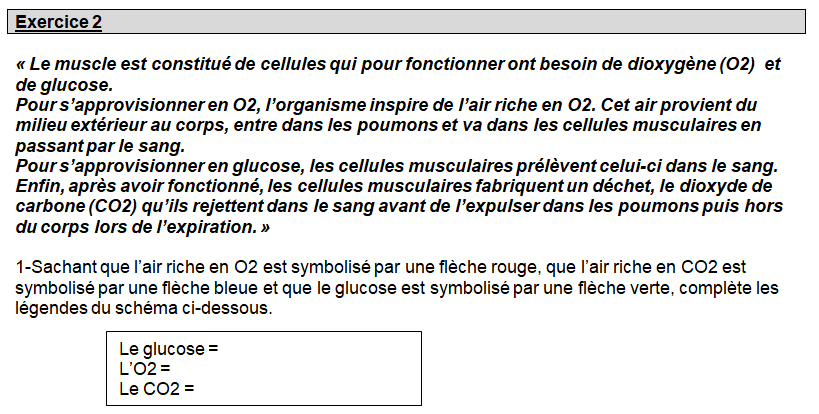 Exercice 2
« Le muscle est constitué de cellules qui pour fonctionner ont besoin de dioxygène (O2) et
de glucose.
Pour s’approvisionner en O2, l’organisme inspire de l’air riche en O2. Cet air provient du
milieu extérieur au corps, entre dans les poumons et va dans les cellules musculaires en
passant par le sang.
Pour s’approvisionner en glucose, les cellules musculaires prélèvent celui-ci dans le sang.
Enfin, après avoir fonctionné, les cellules musculaires fabriquent un déchet, le dioxyde de
carbone (CO2) qu’ils rejettent dans le sang avant de l’expulser dans les poumons puis hors
du corps lors de l’expiration. »
1-Sachant que l’air riche en O2 est symbolisé par une flèche rouge, que l’air riche en CO2 est
symbolisé par une flèche bleue et que le glucose est symbolisé par une flèche verte, complète les
légendes du schéma ci-dessous.
Le glucose =
L’O2 =
Le CO2 =